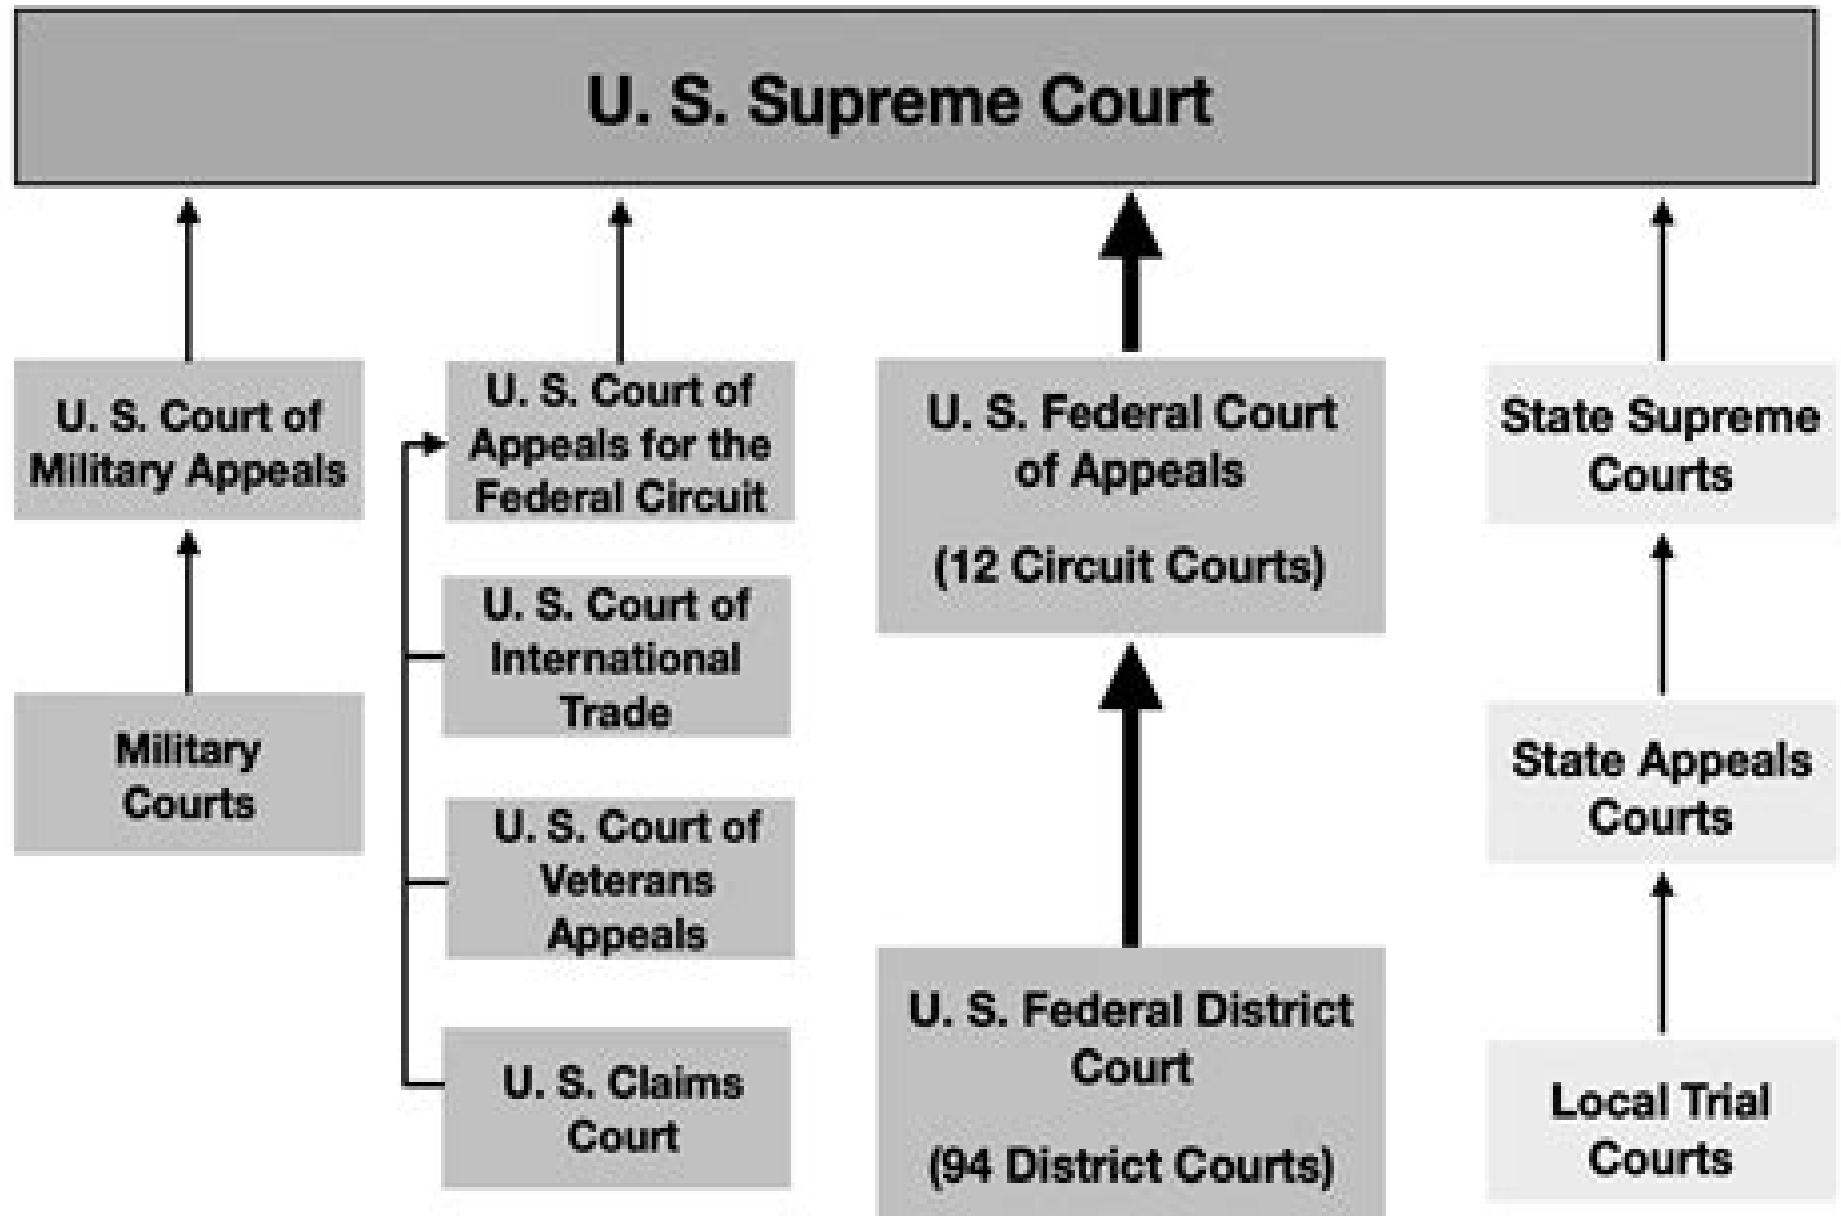 U. S. Supreme Court
U. S. Court of
Military Appeals
Military
Courts
U. S. Court of
Appeals for the
Federal Circuit
U. S. Court of
International
Trade
U. S. Court of
Veterans
Appeals
U. S. Claims
Court
U. S. Federal Court
of Appeals
(12 Circuit Courts)
U. S. Federal District
Court
(94 District Courts)
State Supreme
Courts
State Appeals
Courts
Local Trial
Courts